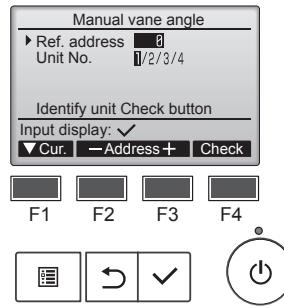 Manual vane angle
Ref. address 0
Unit No. 1/2/3/4
Identify unit Check button
Input display: ✓
▼ Cur. − Address + Check
F1 F2 F3 F4